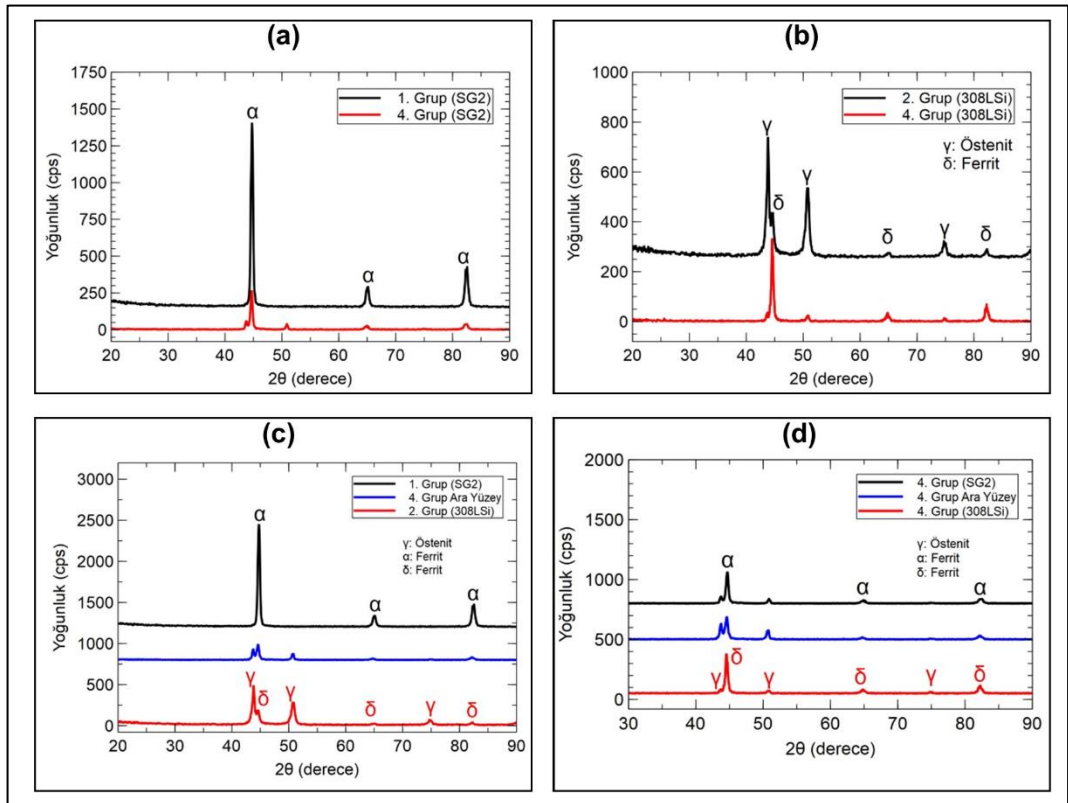 (a)
1750
1500
1250
1000
750
500
250
0
20 30 40 50 60 70 80 90
Yoğunluk (cps)
2θ (derece)
1. Grup (SG2)
4. Grup (SG2)
α
α
α
(b)
1000
800
600
400
200
0
20 30 40 50 60 70 80 90
Yoğunluk (cps)
2θ (derece)
2. Grup (308LSi)
4. Grup (308LSi)
γ: Östenit
δ: Ferrit
γ
δ
γ
δ
γ
δ
(c)
3000
2500
2000
1500
1000
500
0
20 30 40 50 60 70 80 90
Yoğunluk (cps)
2θ (derece)
1. Grup (SG2)
4. Grup Ara Yüzey
2. Grup (308LSi)
γ: Östenit
α: Ferrit
δ: Ferrit
α
α
α
γ
δ
γ
δ
γ
δ
(d)
2000
1500
1000
500
0
30 40 50 60 70 80 90
Yoğunluk (cps)
2θ (derece)
4. Grup (SG2)
4. Grup Ara Yüzey
4. Grup (308LSi)
γ: Östenit
α: Ferrit
δ: Ferrit
α
α
α
γ
δ
γ
δ
γ
δ